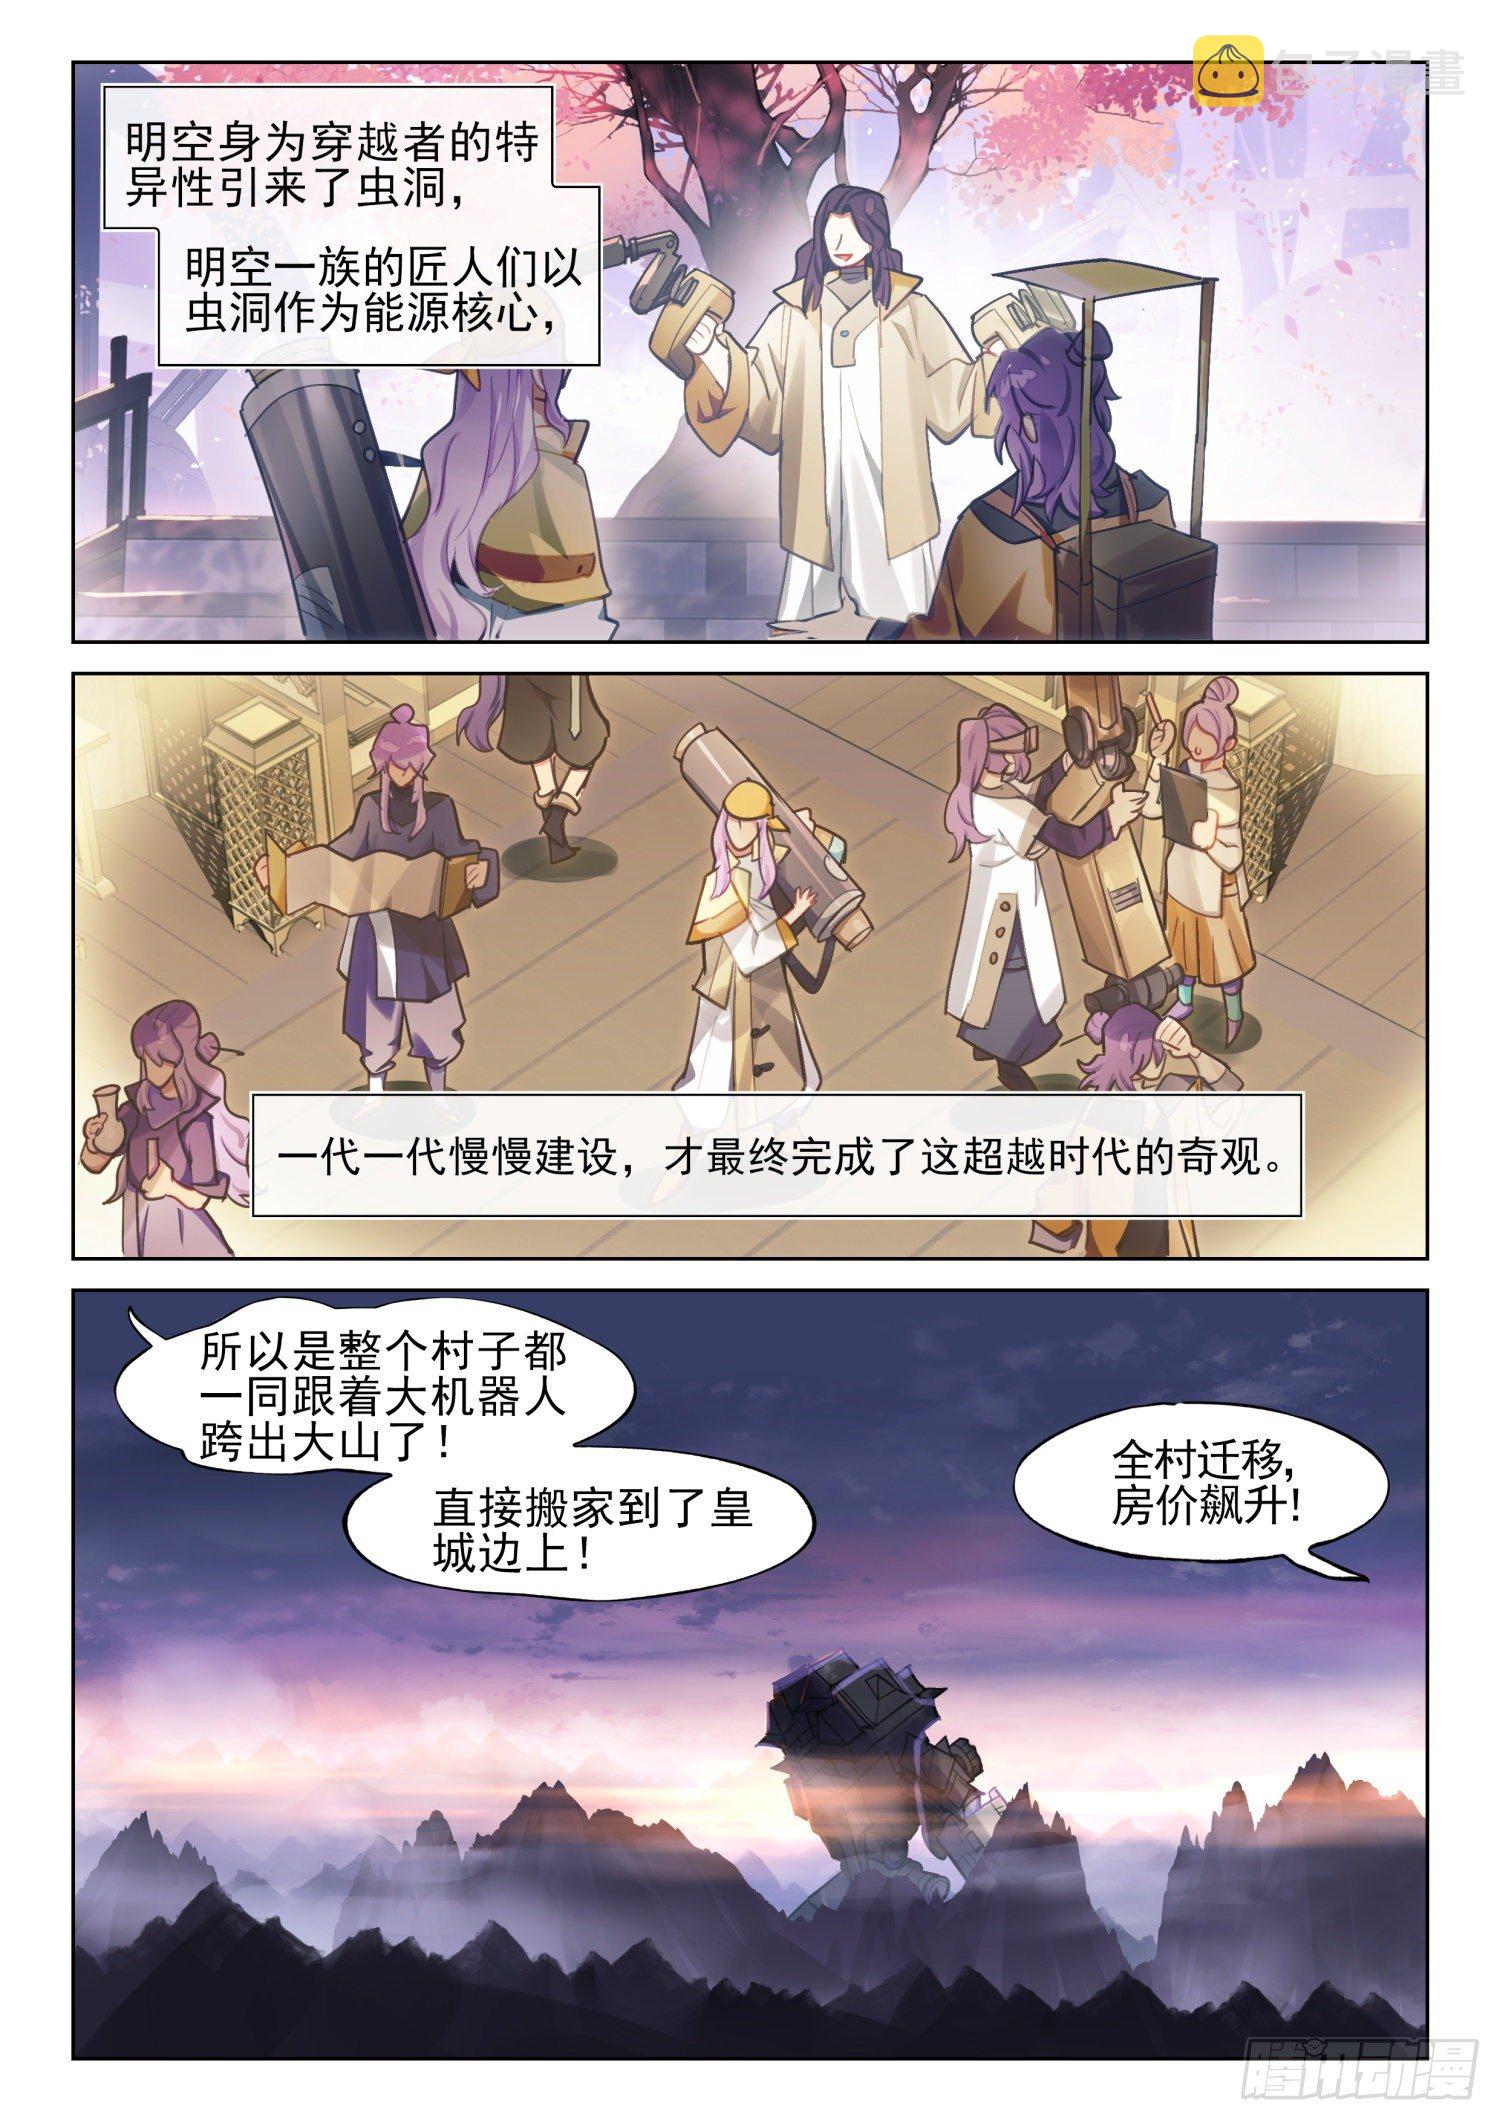 包子漫畫
明空身为穿越者的特
异性引来了虫洞,
明空一族的匠人们以
虫洞作为能源核心,
一代一代慢慢建设，才最终完成了这超越时代的奇观。
所以是整个村子都
一同跟着大机器人
跨出大山了！
直接搬家到了皇
城边上！
全村迁移,
房价飙升!
腾讯动漫